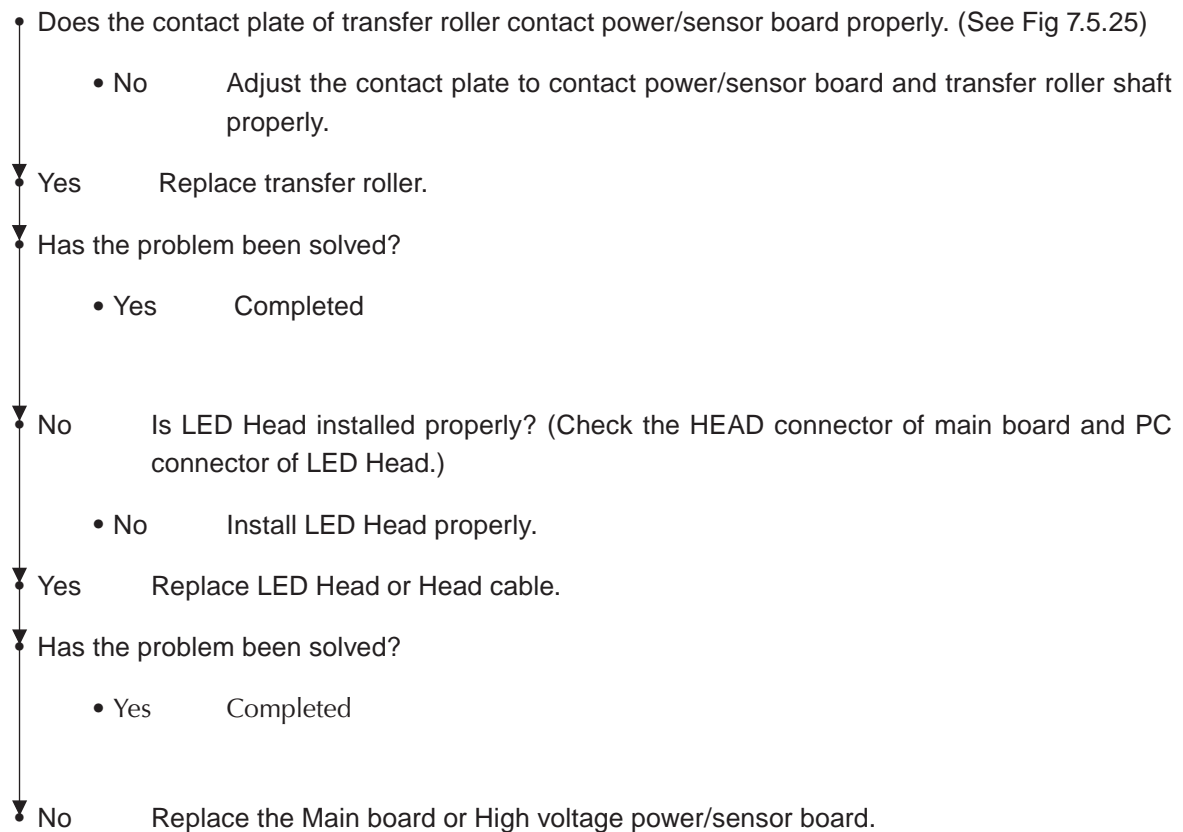 • Does the contact plate of transfer roller contact power/sensor board properly. (See Fig 7.5.25)
• No Adjust the contact plate to contact power/sensor board and transfer roller shaft
properly.
• Yes Replace transfer roller.
• Has the problem been solved?
• Yes Completed
• No Is LED Head installed properly? (Check the HEAD connector of main board and PC
connector of LED Head.)
• No Install LED Head properly.
• Yes Replace LED Head or Head cable.
• Has the problem been solved?
• Yes Completed
• No Replace the Main board or High voltage power/sensor board.